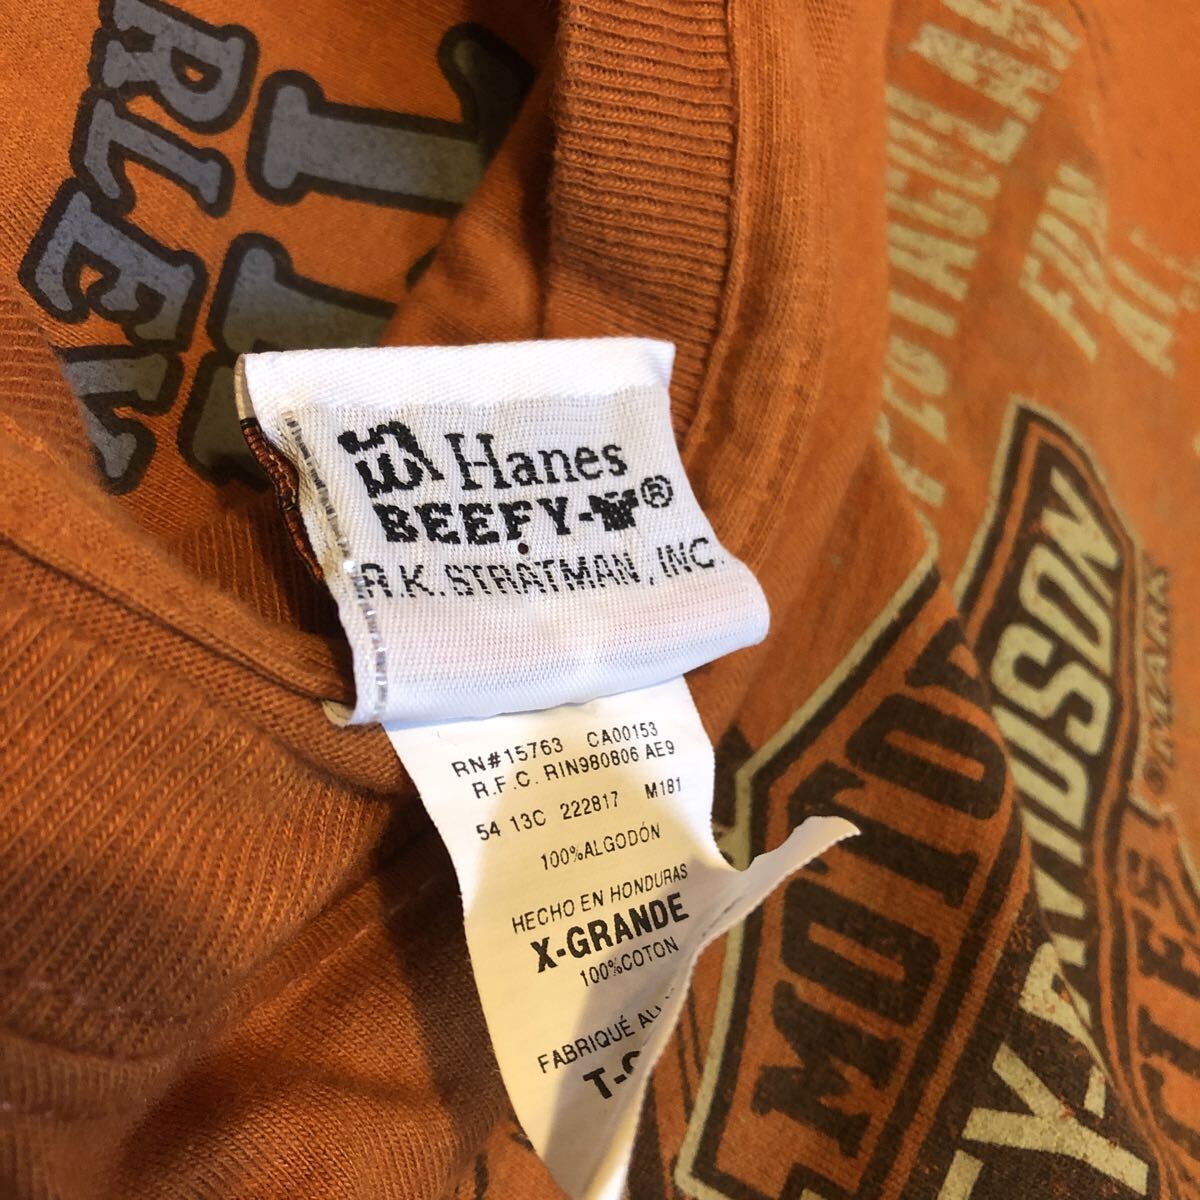 Hanes
BEEFY-T®
R.K. STRATMAN, INC.
RN#15763 CA00153
R.F.C. RIN980806 AE9
54 13C 222817 M181
100%ALGODÓN
HECHO EN HONDURAS
X-GRANDE
100%COTON
FABRIQUÉ AU
T-
FUN
MOTOR
DAVIDSON